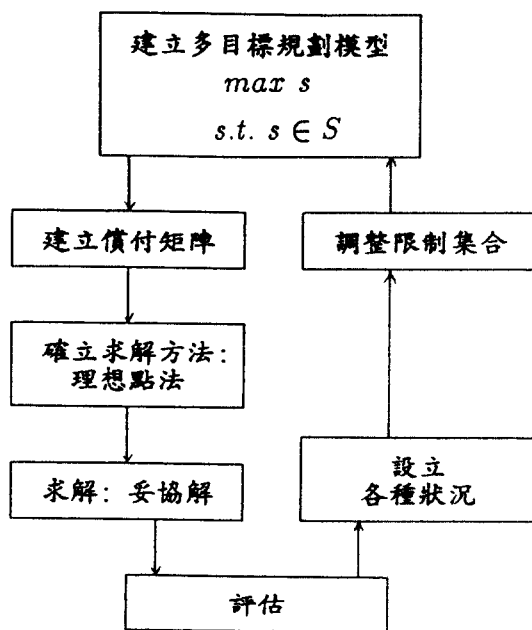 建立多目標規劃模型
max s
s.t. s ∈ S
建立償付矩陣
確立求解方法:
理想點法
求解: 妥協解
評估
設立
各種狀況
調整限制集合